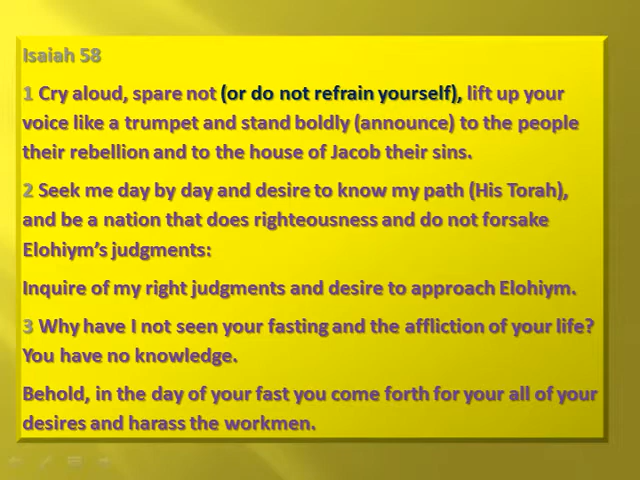 Isaiah 58
1 Cry aloud, spare not (or do not refrain yourself), lift up your
voice like a trumpet and stand boldly (announce) to the people
their rebellion and to the house of Jacob their sins.
2 Seek me day by day and desire to know my path (His Torah),
and be a nation that does righteousness and do not forsake
Elohiym's judgments:
Inquire of my right judgments and desire to approach Elohiym.
3 Why have I not seen your fasting and the affliction of your life?
You have no knowledge.
Behold, in the day of your fast you come forth for your all of your
desires and harass the workmen.